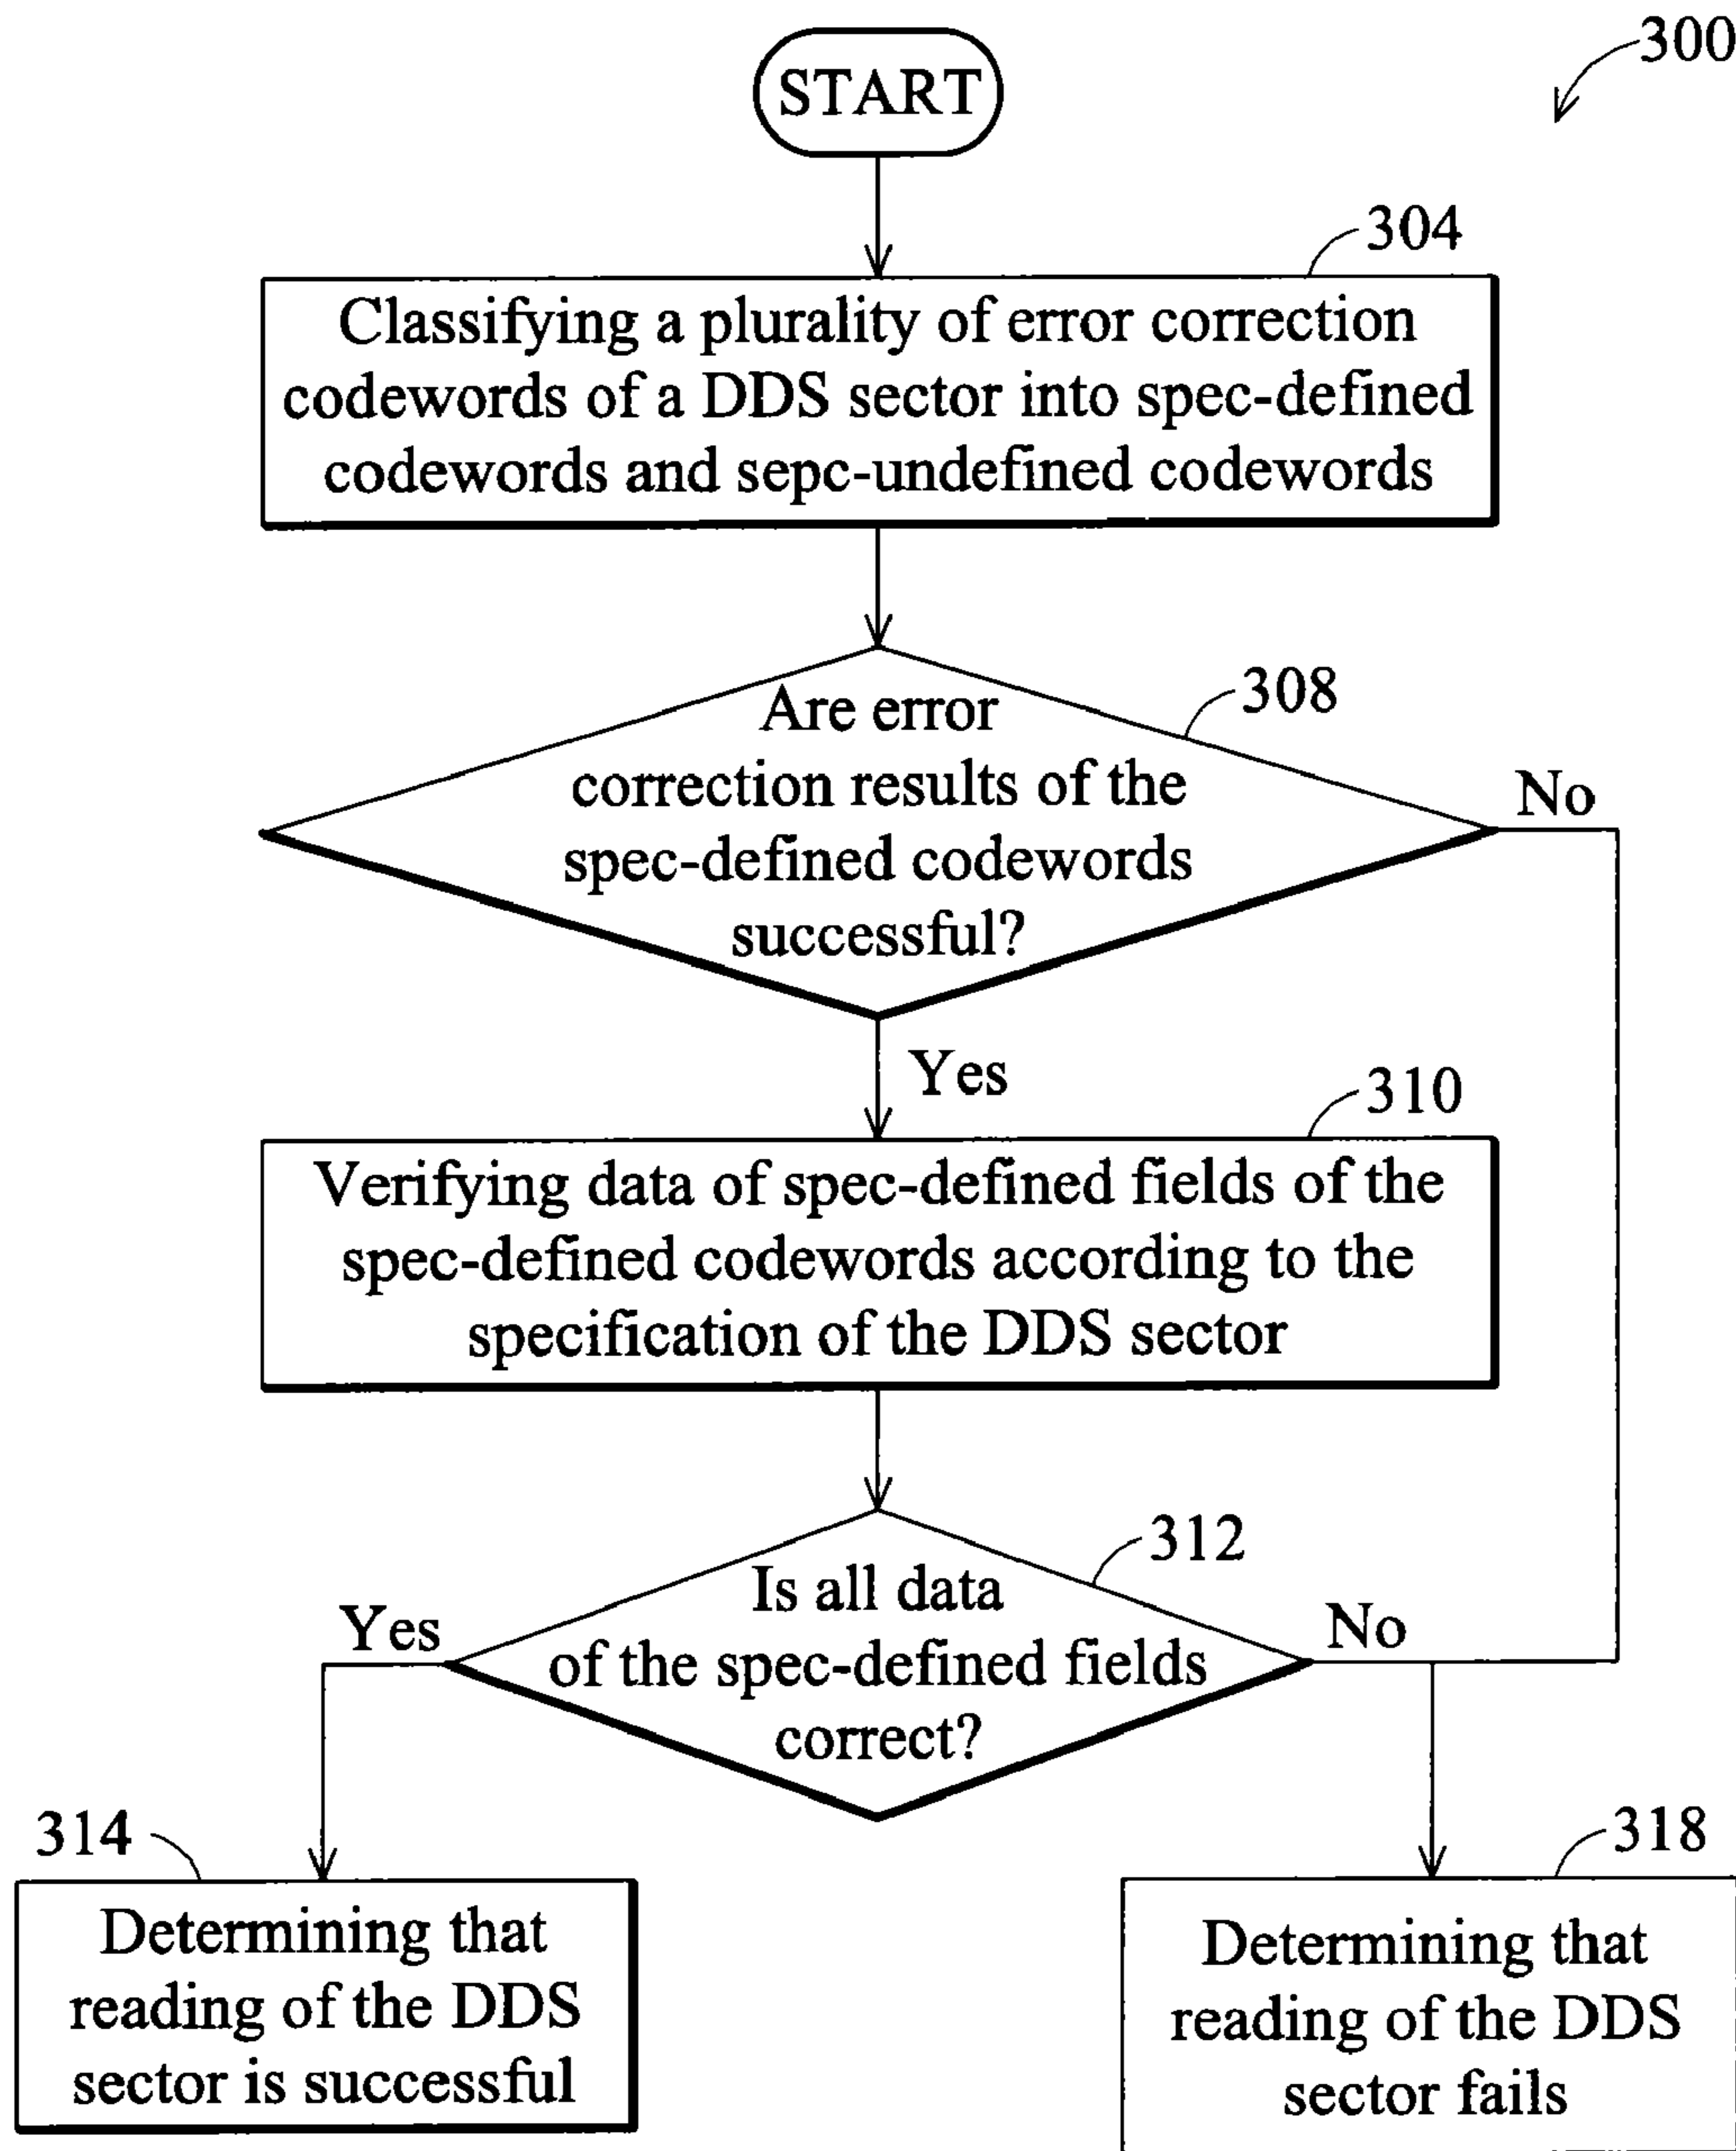 300
START
304
Classifying a plurality of error correction
codewords of a DDS sector into spec-defined
codewords and sepc-undefined codewords
308
Are error
correction results of the
spec-defined codewords
successful?
No
Yes
310
Verifying data of spec-defined fields of the
spec-defined codewords according to the
specification of the DDS sector
312
Is all data
of the spec-defined fields
correct?
Yes
No
314
Determining that
reading of the DDS
sector is successful
318
Determining that
reading of the DDS
sector fails